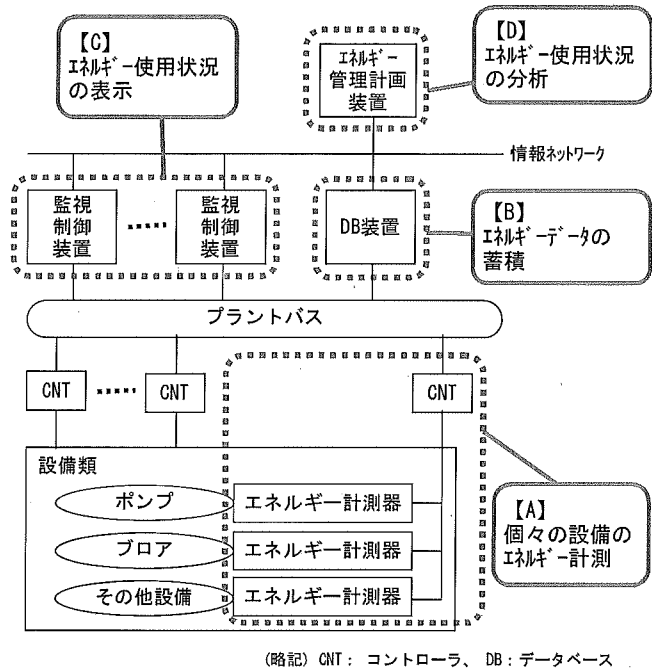 【C】
エネルギー使用状況
の表示
エネルギー
管理計画
装置
【D】
エネルギー使用状況
の分析
情報ネットワーク
監視
制御
装置
監視
制御
装置
DB装置
【B】
エネルギーデータの
蓄積
プラントバス
CNT
CNT
CNT
設備類
ポンプ
エネルギー計測器
ブロア
エネルギー計測器
その他設備
エネルギー計測器
【A】
個々の設備の
エネルギー計測
(略記) CNT: コントローラ、 DB:データベース